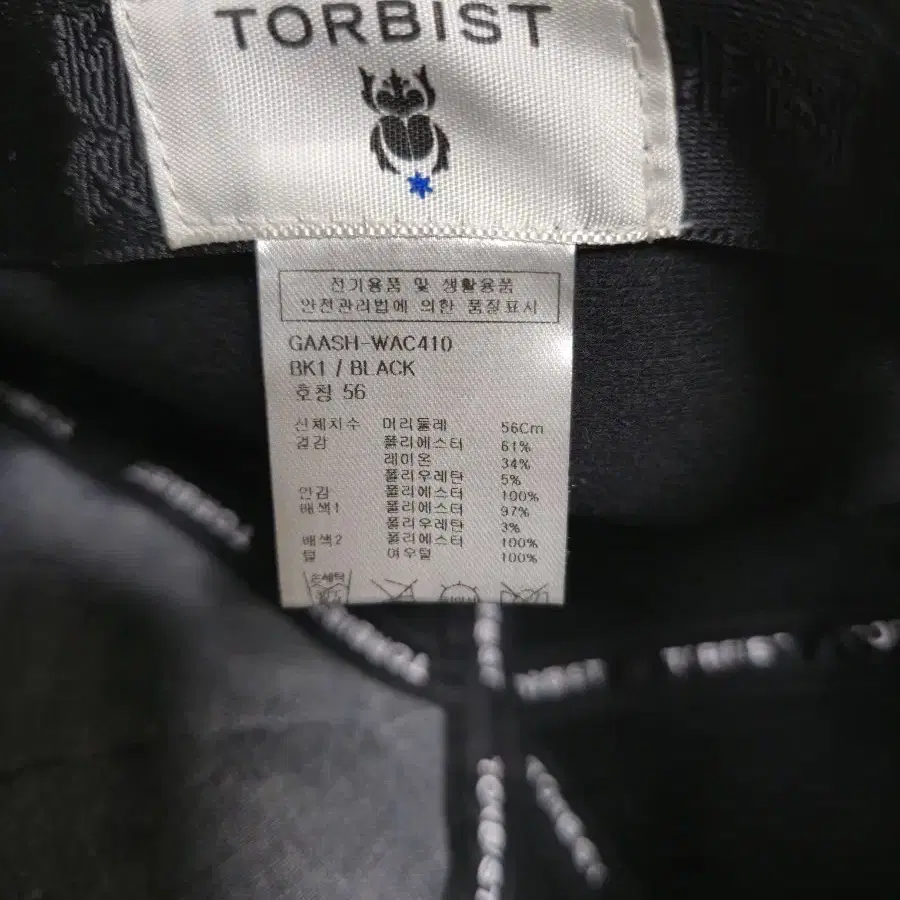 TORBIST
전기용품 및 생활용품
안전관리법에 의한 품질표시
GAASH-WAC410
BK1 / BLACK
호칭 56
신체치수 머리둘레 56Cm
겉감 폴리에스터 61%
레이온 34%
폴리우레탄 5%
안감 폴리에스터 100%
배색1 폴리에스터 97%
폴리우레탄 3%
배색2 폴리에스터 100%
털 여우털 100%
손세탁
TORBIST